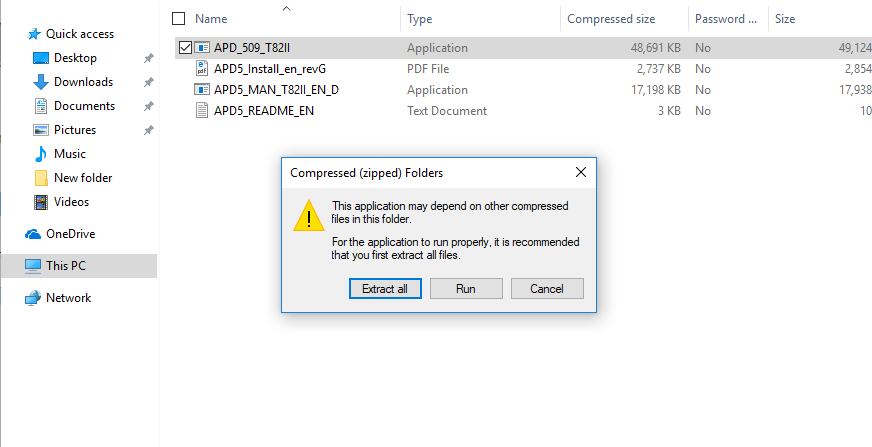 Name Type Compressed size Password ... Size
Quick access
Desktop
Downloads
Documents
Pictures
Music
New folder
Videos
OneDrive
This PC
Network
APD_509_T82II Application 48,691 KB No 49,124
APD5_Install_en_revG PDF File 2,737 KB No 2,854
APD5_MAN_T82II_EN_D Application 17,198 KB No 17,938
APD5_README_EN Text Document 3 KB No 10
Compressed (zipped) Folders
This application may depend on other compressed
files in this folder.
For the application to run properly, it is recommended
that you first extract all files.
Extract all Run Cancel